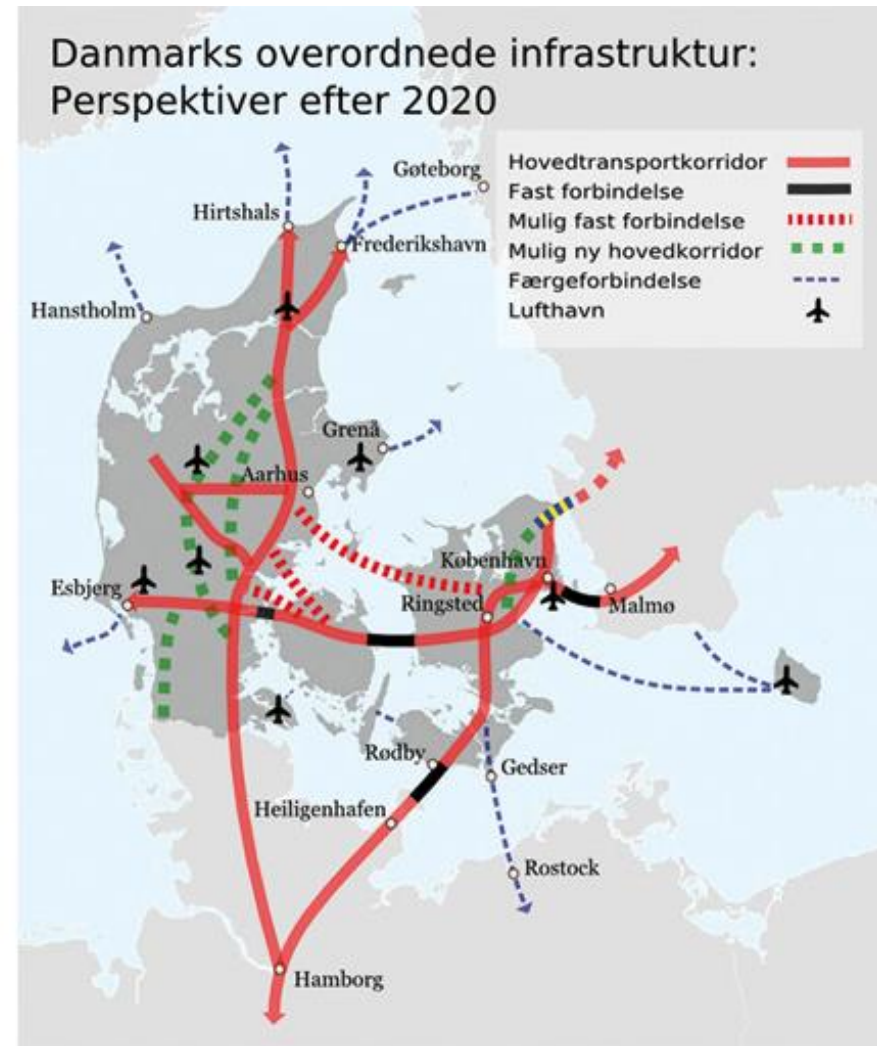 Danmarks overordnede infrastruktur:
Perspektiver efter 2020
Hovedtransportkorridor
Fast forbindelse
Mulig fast forbindelse
Mulig ny hovedkorridor
Færgeforbindelse
Lufthavn
Gøteborg
Hirtshals
Frederikshavn
Hanstholm
Grenå
Aarhus
København
Esbjerg
Ringsted
Malmø
Rødby
Gedser
Heiligenhafen
Rostock
Hamborg